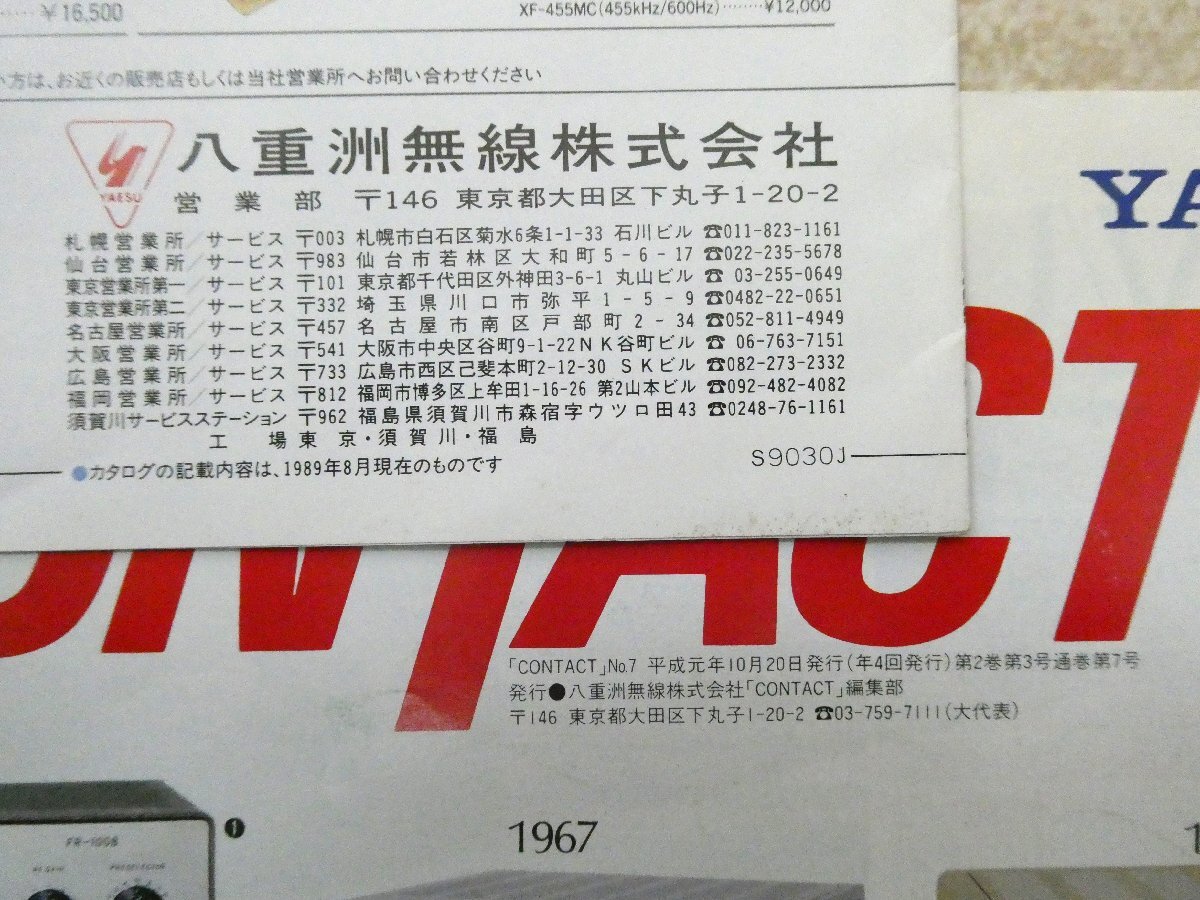 ¥16,500
XF-455MC(455kHz/600Hz)········¥12,000
方は、お近くの販売店もしくは当社営業所へお問い合わせください
YAESU
八重洲無線株式会社
営業部 〒146 東京都大田区下丸子1-20-2
札幌営業所/サービス 〒003 札幌市白石区菊水6条1-1-33 石川ビル ☎011-823-1161
仙台営業所/サービス 〒983 仙台市若林区大和町5-6-17 ☎022-235-5678
東京営業所第一/サービス 〒101 東京都千代田区外神田3-6-1 丸山ビル ☎ 03-255-0649
東京営業所第二/サービス 〒332 埼玉県川口市弥平1-5-9 ☎0482-22-0651
名古屋営業所/サービス 〒457 名古屋市南区戸部町2-34 ☎052-811-4949
大阪営業所/サービス 〒541 大阪市中央区谷町9-1-22NK谷町ビル ☎ 06-763-7151
広島営業所/サービス 〒733 広島市西区己斐本町2-12-30 SKビル ☎082-273-2332
福岡営業所/サービス 〒812 福岡市博多区上牟田1-16-26 第2山本ビル ☎092-482-4082
須賀川サービスステーション 〒962 福島県須賀川市森宿字ウツロ田43 ☎0248-76-1161
工場 東京・須賀川・福島
●カタログの記載内容は、1989年8月現在のものです
S9030J
YA
ONTACT
「CONTACT」No.7 平成元年10月20日発行(年4回発行)第2巻第3号通巻第7号
発行●八重洲無線株式会社「CONTACT」編集部
〒146 東京都大田区下丸子1-20-2 ☎03-759-7111(大代表)
❶
1967
FR-100B
RF GAIN
PRESELECTOR